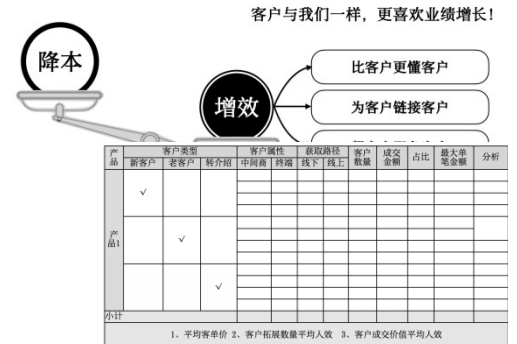 客户与我们一样，更喜欢业绩增长！
降本
增效
比客户更懂客户
为客户链接客户
产品 客户类型 客户属性 获取路径 客户数量 成交金额 占比 最大单笔金额 分析
新客户 老客户 转介绍 中间商 终端 线下 线上
√
产品1 √
√
小计
1、平均客单价 2、客户拓展数量平均人效 3、客户成交价值平均人效